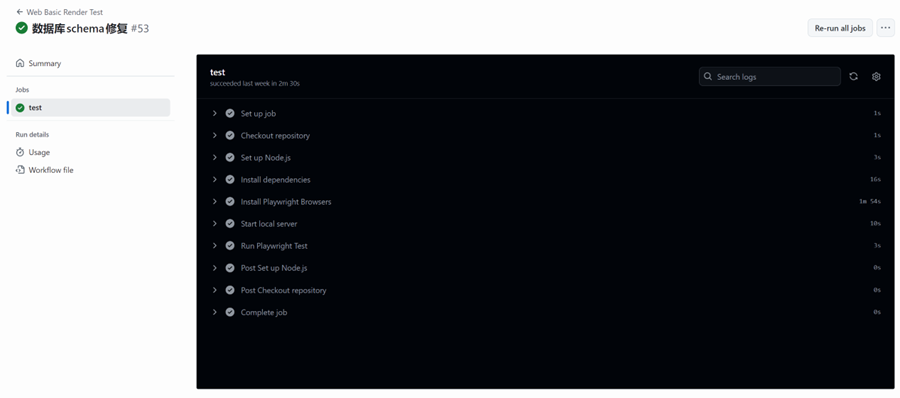 ← Web Basic Render Test
数据库schema修复 #53
Re-run all jobs
...
Summary
Jobs
test
Run details
Usage
Workflow file
test
succeeded last week in 2m 30s
Search logs
Set up job 1s
Checkout repository 1s
Set up Node.js 3s
Install dependencies 16s
Install Playwright Browsers 1m 54s
Start local server 10s
Run Playwright Test 3s
Post Set up Node.js 0s
Post Checkout repository 0s
Complete job 0s